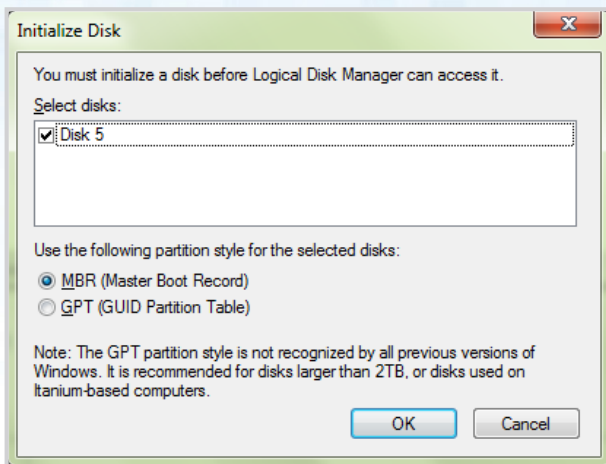 Initialize Disk
You must initialize a disk before Logical Disk Manager can access it.
Select disks:
Disk 5
Use the following partition style for the selected disks:
MBR (Master Boot Record)
GPT (GUID Partition Table)
Note: The GPT partition style is not recognized by all previous versions of
Windows. It is recommended for disks larger than 2TB, or disks used on
Itanium-based computers.
OK Cancel